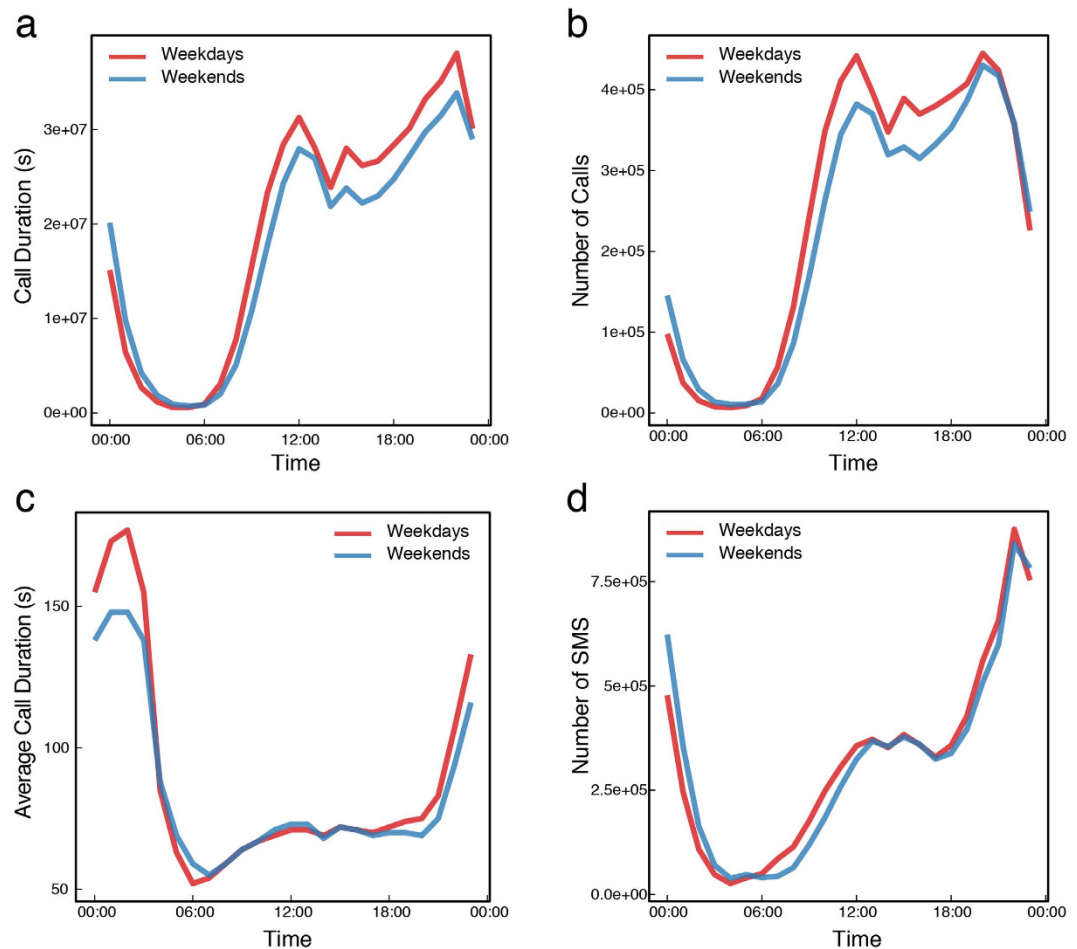 a
Weekdays
Weekends
Call Duration (s)
3e+07
2e+07
1e+07
0e+00
00:00 06:00 12:00 18:00 00:00
Time
b
Weekdays
Weekends
Number of Calls
4e+05
3e+05
2e+05
1e+05
0e+00
00:00 06:00 12:00 18:00 00:00
Time
c
Weekdays
Weekends
Average Call Duration (s)
150
100
50
00:00 06:00 12:00 18:00 00:00
Time
d
Weekdays
Weekends
Number of SMS
7.5e+05
5e+05
2.5e+05
0.0e+00
00:00 06:00 12:00 18:00 00:00
Time